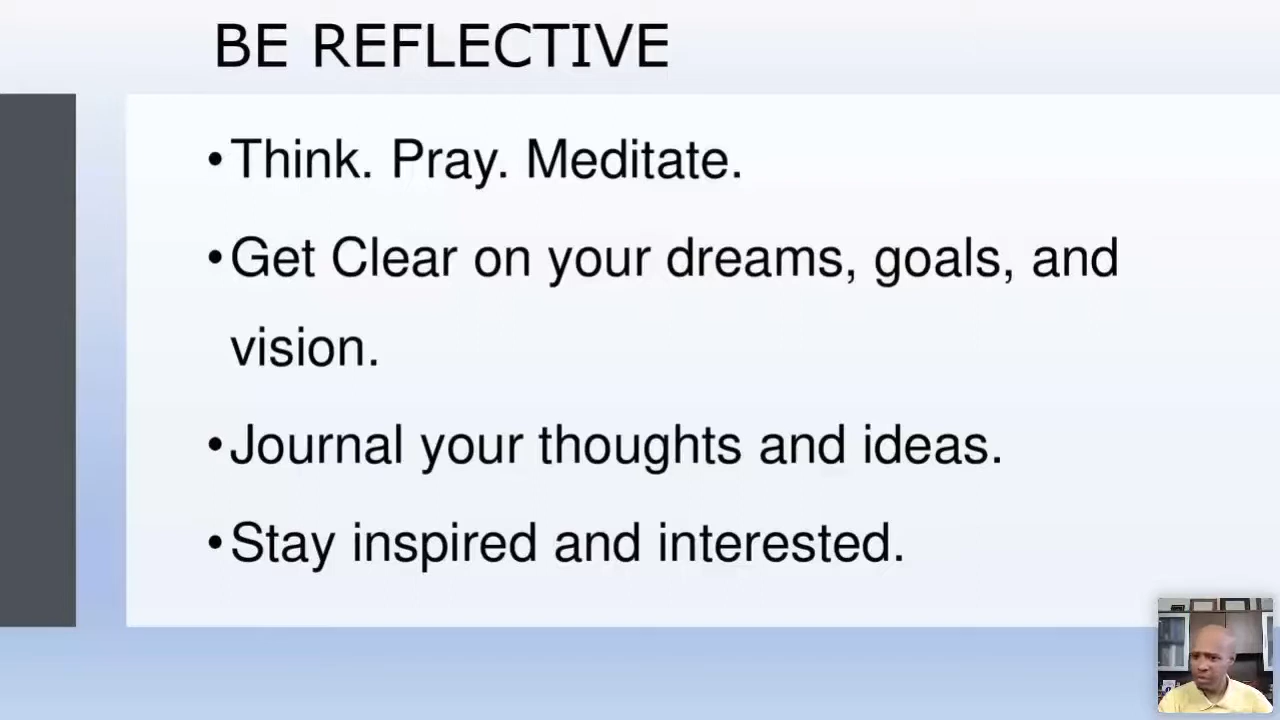 BE REFLECTIVE
•Think. Pray. Meditate.
•Get Clear on your dreams, goals, and
vision.
•Journal your thoughts and ideas.
•Stay inspired and interested.